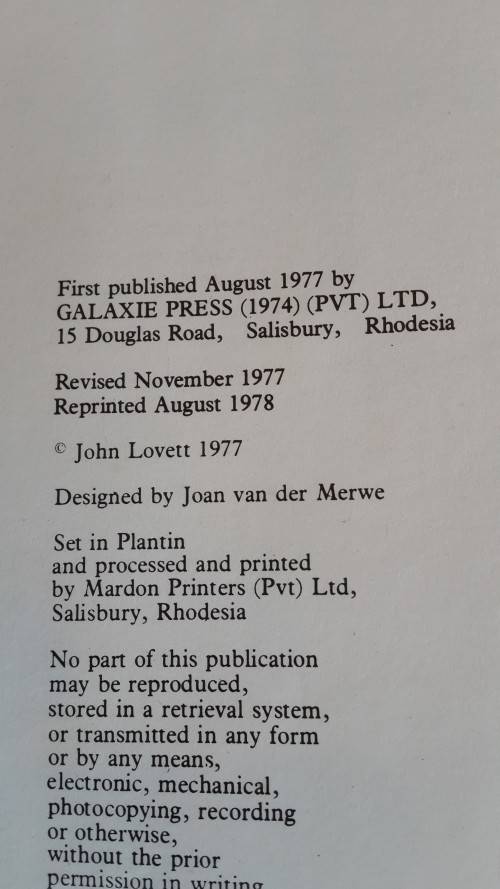 First published August 1977 by
GALAXIE PRESS (1974) (PVT) LTD,
15 Douglas Road, Salisbury, Rhodesia
Revised November 1977
Reprinted August 1978
© John Lovett 1977
Designed by Joan van der Merwe
Set in Plantin
and processed and printed
by Mardon Printers (Pvt) Ltd,
Salisbury, Rhodesia
No part of this publication
may be reproduced,
stored in a retrieval system,
or transmitted in any form
or by any means,
electronic, mechanical,
photocopying, recording
or otherwise,
without the prior
permission in writing